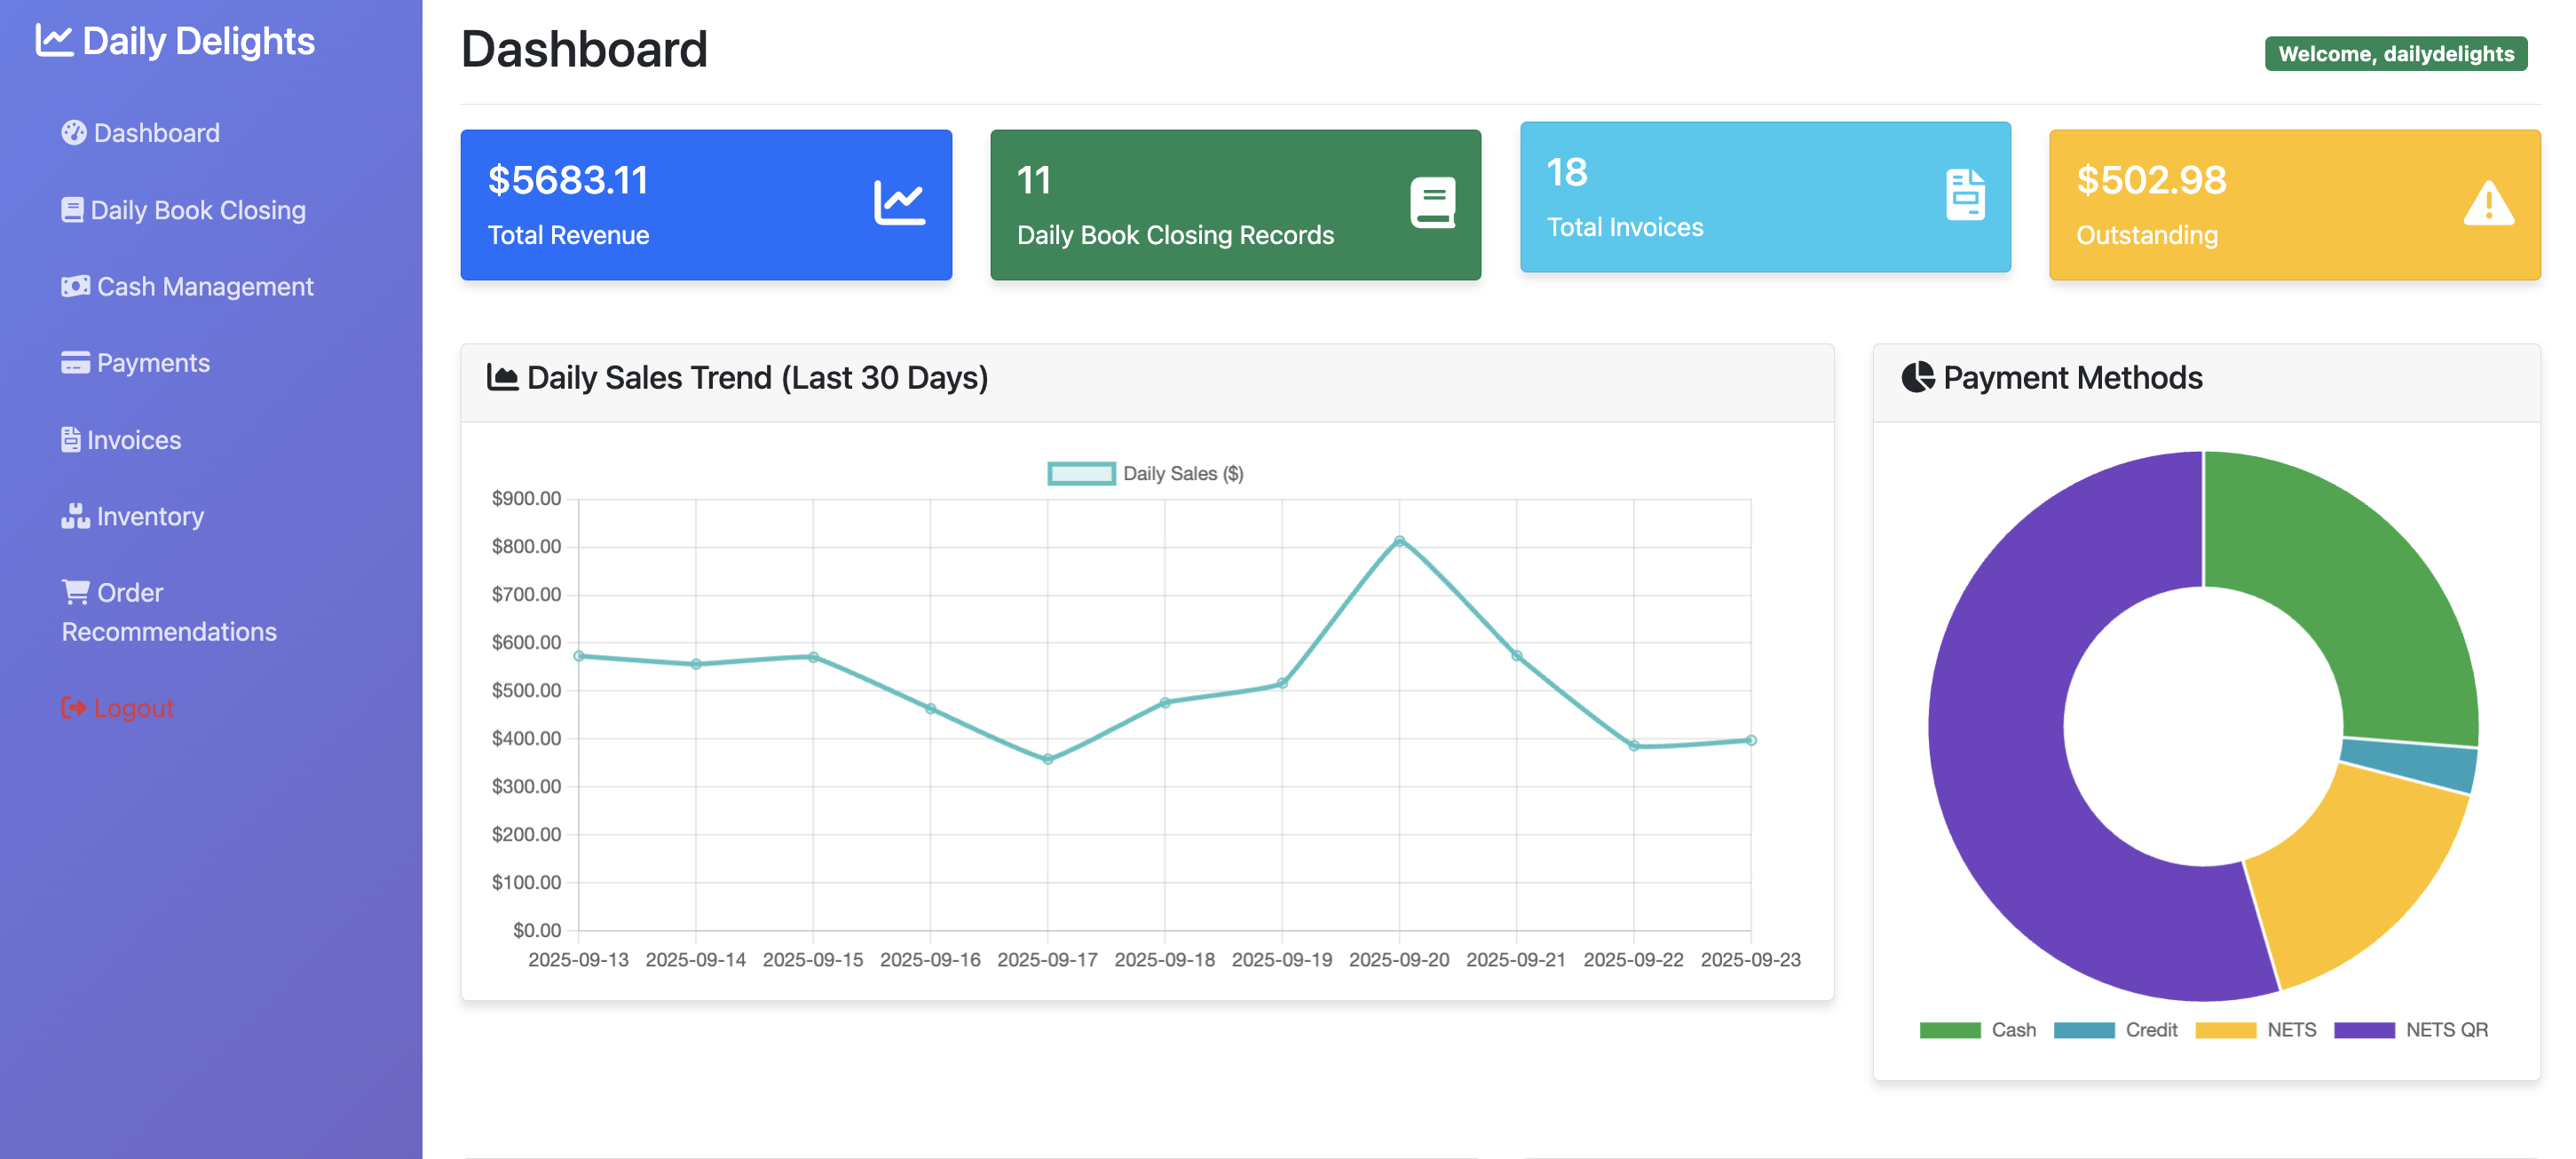 Daily Delights
Dashboard
Daily Book Closing
Cash Management
Payments
Invoices
Inventory
Order
Recommendations
Logout
Dashboard
Welcome, dailydelights
$5683.11
Total Revenue
11
Daily Book Closing Records
18
Total Invoices
$502.98
Outstanding
Daily Sales Trend (Last 30 Days)
Daily Sales ($)
$900.00
$800.00
$700.00
$600.00
$500.00
$400.00
$300.00
$200.00
$100.00
$0.00
2025-09-13 2025-09-14 2025-09-15 2025-09-16 2025-09-17 2025-09-18 2025-09-19 2025-09-20 2025-09-21 2025-09-22 2025-09-23
Payment Methods
Cash Credit NETS NETS QR